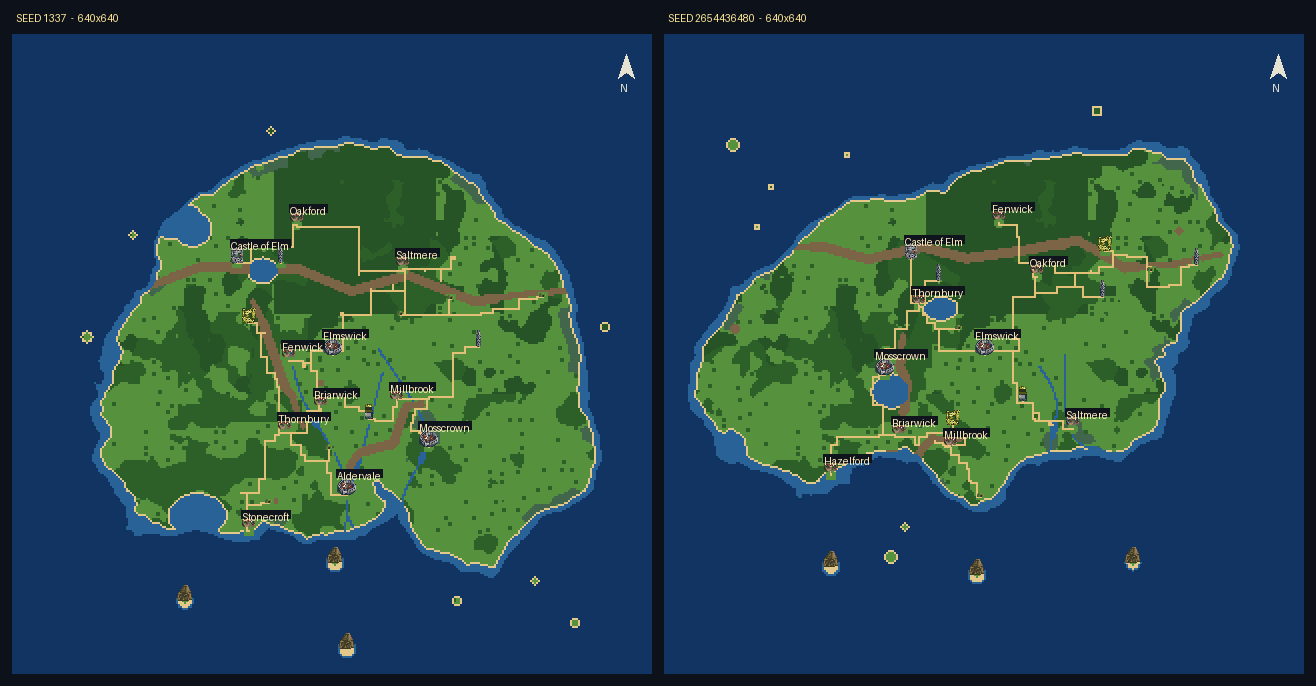 SEED 1337 - 640x640
N
Oakford
Castle of Elm
Saltmere
Elmswick
Fenwick
Briarwick
Millbrook
Thornbury
Mosscrown
Aldervale
Stonecroft
SEED 2654436480 - 640x640
N
Fenwick
Castle of Elm
Oakford
Thornbury
Elmswick
Mosscrown
Saltmere
Briarwick
Millbrook
Hazelford